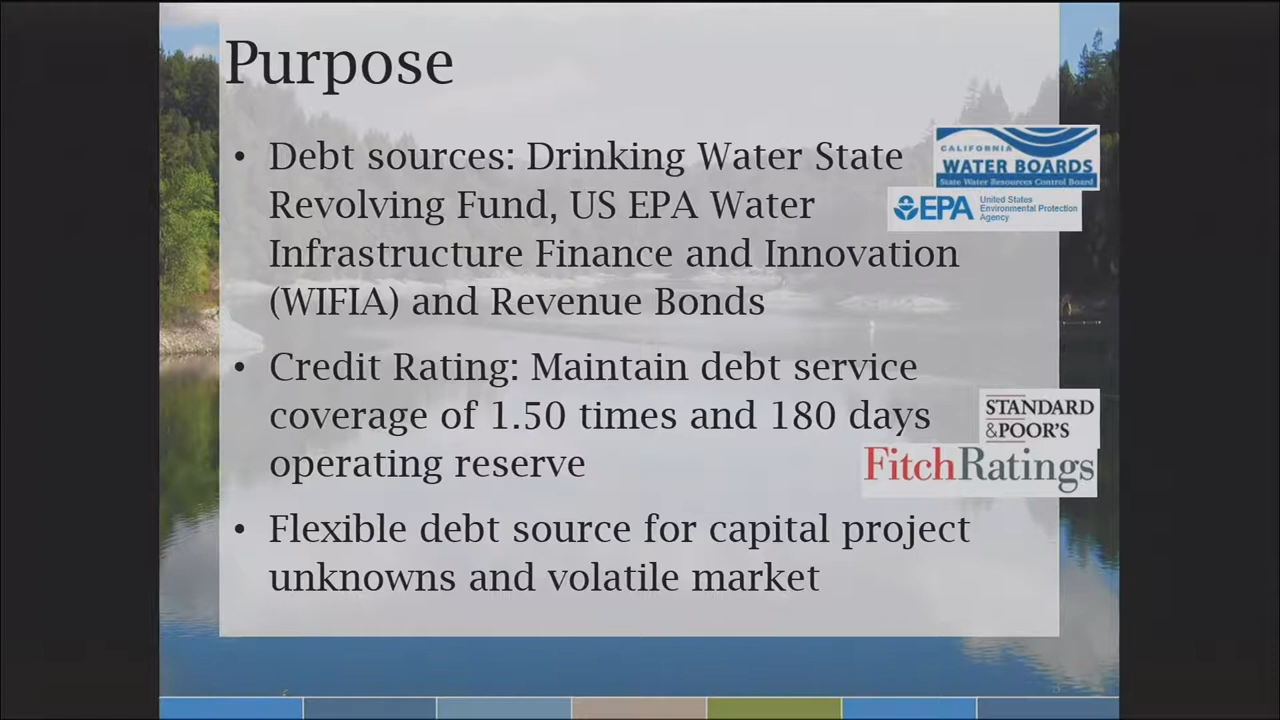 Purpose
• Debt sources: Drinking Water State
Revolving Fund, US EPA Water
Infrastructure Finance and Innovation
(WIFIA) and Revenue Bonds
CALIFORNIA
WATER BOARDS
State Water Resources Control Board
EPA
United States
Environmental Protection
Agency
• Credit Rating: Maintain debt service
coverage of 1.50 times and 180 days
operating reserve
STANDARD
&POOR'S
FitchRatings
• Flexible debt source for capital project
unknowns and volatile market